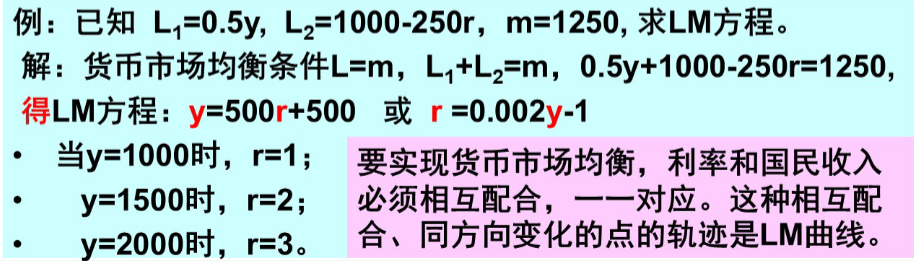 例：已知 L₁=0.5y, L₂=1000-250r，m=1250, 求LM方程。
解：货币市场均衡条件L=m，L₁+L₂=m，0.5y+1000-250r=1250,
得LM方程：y=500r+500 或 r =0.002y-1
• 当y=1000时，r=1；
• y=1500时，r=2；
• y=2000时，r=3。
要实现货币市场均衡，利率和国民收入
必须相互配合，一一对应。这种相互配
合、同方向变化的点的轨迹是LM曲线。